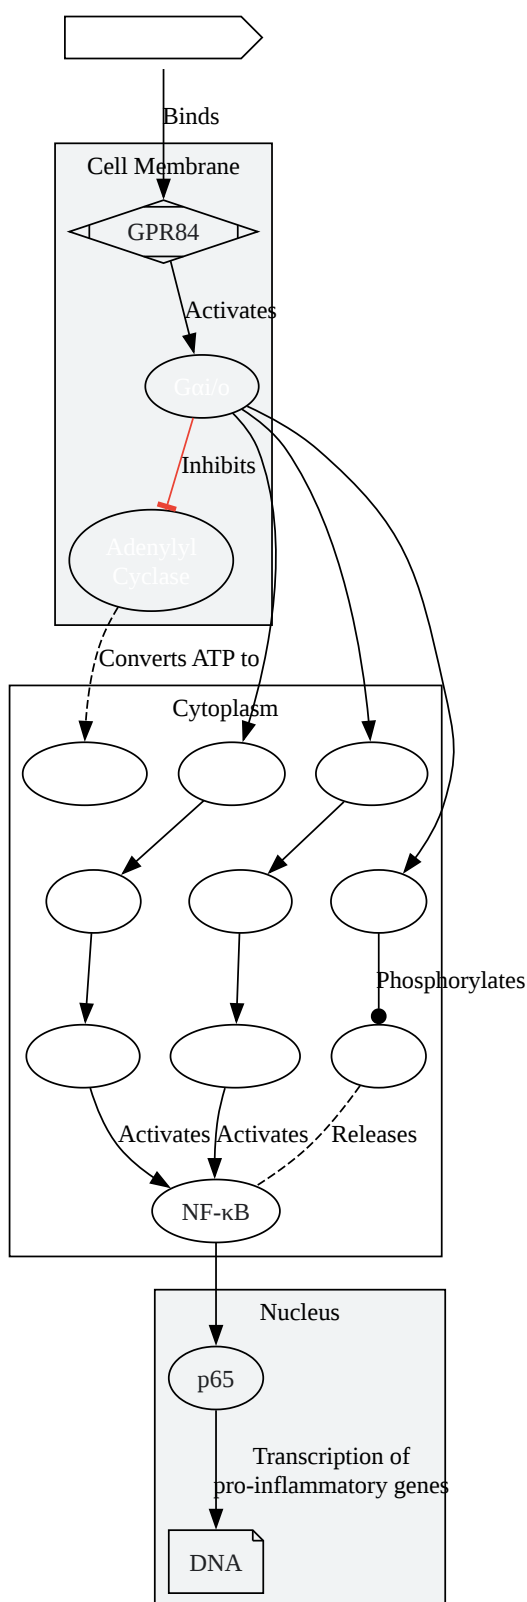 Binds
Cell Membrane
GPR84
Activates
Gαi/o
Inhibits
Adenylyl
Cyclase
Converts ATP to
Cytoplasm
Phosphorylates
Activates
Activates
Releases
NF-κB
Nucleus
p65
Transcription of
pro-inflammatory genes
DNA